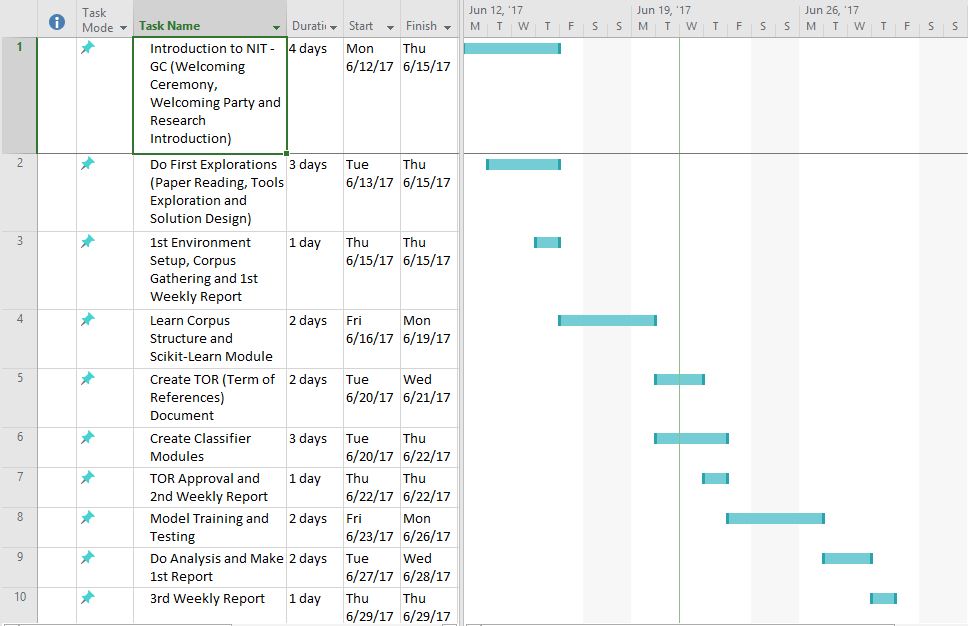 Jun 12, '17 Jun 19, '17 Jun 26, '17
i Task Mode Task Name Durati Start Finish M T W T F S S M T W T F S S M T W T F S S
1 Introduction to NIT - 4 days Mon Thu
GC (Welcoming 6/12/17 6/15/17
Ceremony,
Welcoming Party and
Research
Introduction)
2 Do First Explorations 3 days Tue Thu
(Paper Reading, Tools 6/13/17 6/15/17
Exploration and
Solution Design)
3 1st Environment 1 day Thu Thu
Setup, Corpus 6/15/17 6/15/17
Gathering and 1st
Weekly Report
4 Learn Corpus 2 days Fri Mon
Structure and 6/16/17 6/19/17
Scikit-Learn Module
5 Create TOR (Term of 2 days Tue Wed
References) 6/20/17 6/21/17
Document
6 Create Classifier 3 days Tue Thu
Modules 6/20/17 6/22/17
7 TOR Approval and 1 day Thu Thu
2nd Weekly Report 6/22/17 6/22/17
8 Model Training and 2 days Fri Mon
Testing 6/23/17 6/26/17
9 Do Analysis and Make 2 days Tue Wed
1st Report 6/27/17 6/28/17
10 3rd Weekly Report 1 day Thu Thu
6/29/17 6/29/17